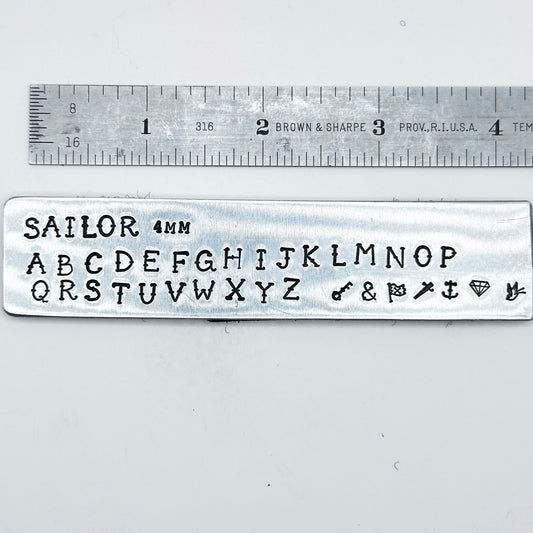 8 1 316 2 BROWN & SHARPE 3 PROV., R.I. U.S.A. 4 TEM
16
SAILOR 4MM
ABCDEFGHIJKLMNOP
QRSTUVWXYZ &